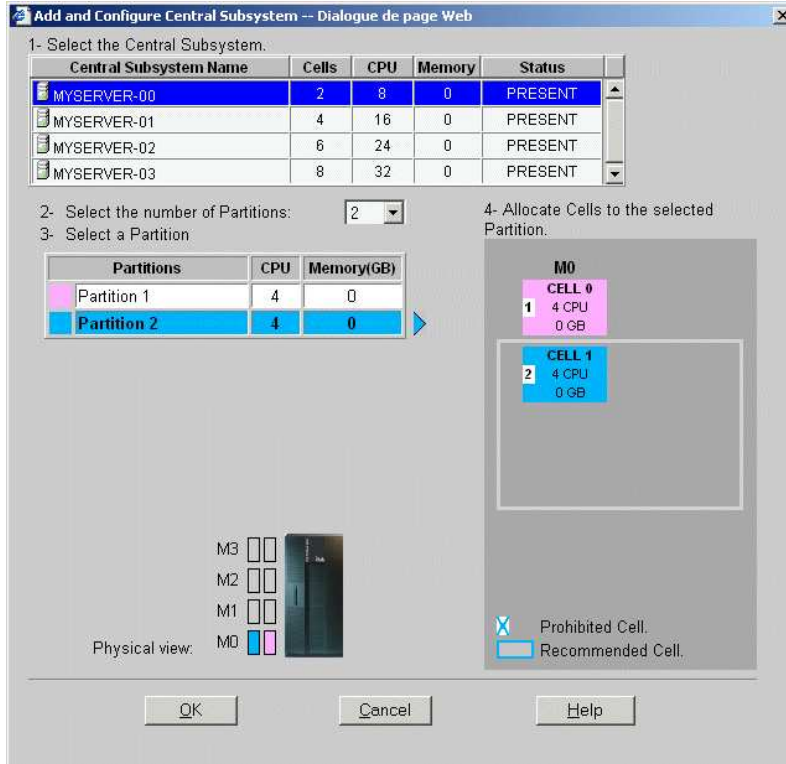 Add and Configure Central Subsystem -- Dialogue de page Web
1- Select the Central Subsystem.
Central Subsystem Name Cells CPU Memory Status
MYSERVER-00 2 8 0 PRESENT
MYSERVER-01 4 16 0 PRESENT
MYSERVER-02 6 24 0 PRESENT
MYSERVER-03 8 32 0 PRESENT
2- Select the number of Partitions: 2
3- Select a Partition
Partitions CPU Memory(GB)
Partition 1 4 0
Partition 2 4 0
4- Allocate Cells to the selected
Partition.
M0
CELL 0
1 4 CPU
0 GB
CELL 1
2 4 CPU
0 GB
M3
M2
M1
Physical view: M0
Prohibited Cell.
Recommended Cell.
OK Cancel Help